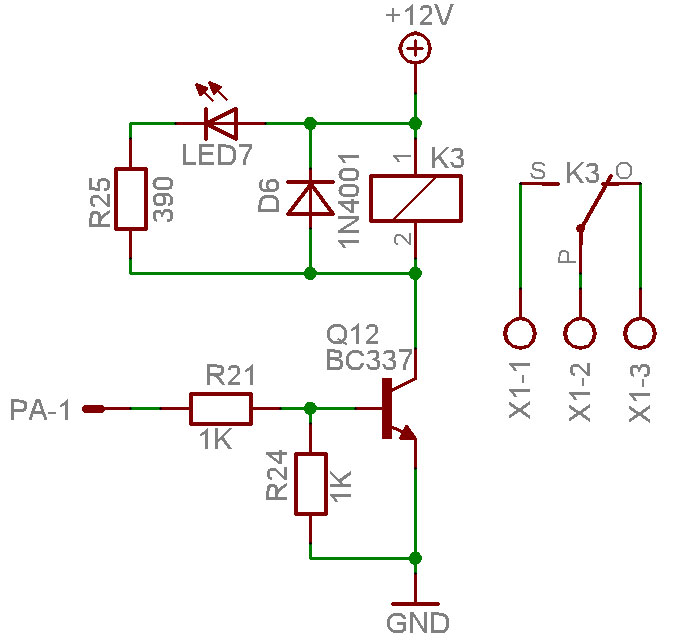 +12V
LED7
R25
390
D6
1N4001
1
K3
2
S
K3
O
P
Q12
BC337
X1-1
X1-2
X1-3
PA-1
R21
1K
R24
1K
GND